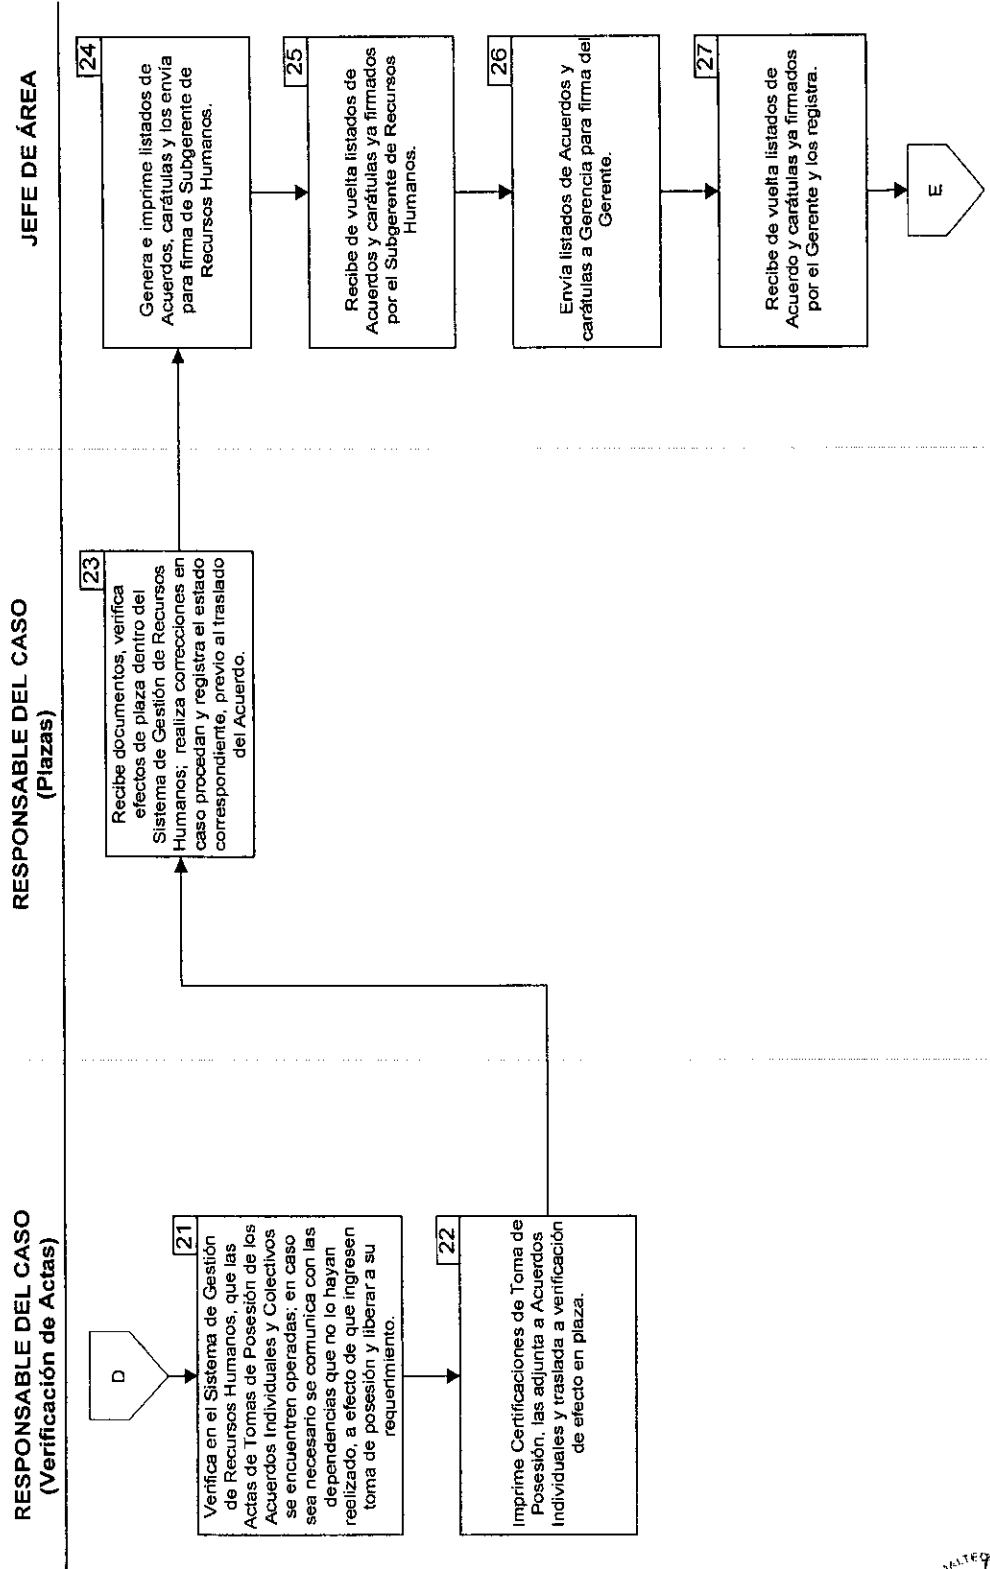 RESPONSABLE DEL CASO
(Verificación de Actas)
RESPONSABLE DEL CASO
(Plazas)
JEFE DE ÁREA
D
21
Verifica en el Sistema de Gestión
de Recursos Humanos, que las
Actas de Tomas de Posesión de los
Acuerdos Individuales y Colectivos
se encuentren operadas; en caso
sea necesario se comunica con las
dependencias que no lo hayan
realizado, a efecto de que ingresen
toma de posesión y liberar a su
requerimiento.
22
Imprime Certificaciones de Toma de
Posesión, las adjunta a Acuerdos
Individuales y traslada a verificación
de efecto en plaza.
23
Recibe documentos, verifica
efectos de plaza dentro del
Sistema de Gestión de Recursos
Humanos; realiza correcciones en
caso procedan y registra el estado
correspondiente, previo al traslado
del Acuerdo.
24
Genera e imprime listados de
Acuerdos, carátulas y los envía
para firma de Subgerente de
Recursos Humanos.
25
Recibe de vuelta listados de
Acuerdos y carátulas ya firmados
por el Subgerente de Recursos
Humanos.
26
Envía listados de Acuerdos y
carátulas a Gerencia para firma del
Gerente.
27
Recibe de vuelta listados de
Acuerdo y carátulas ya firmados
por el Gerente y los registra.
E